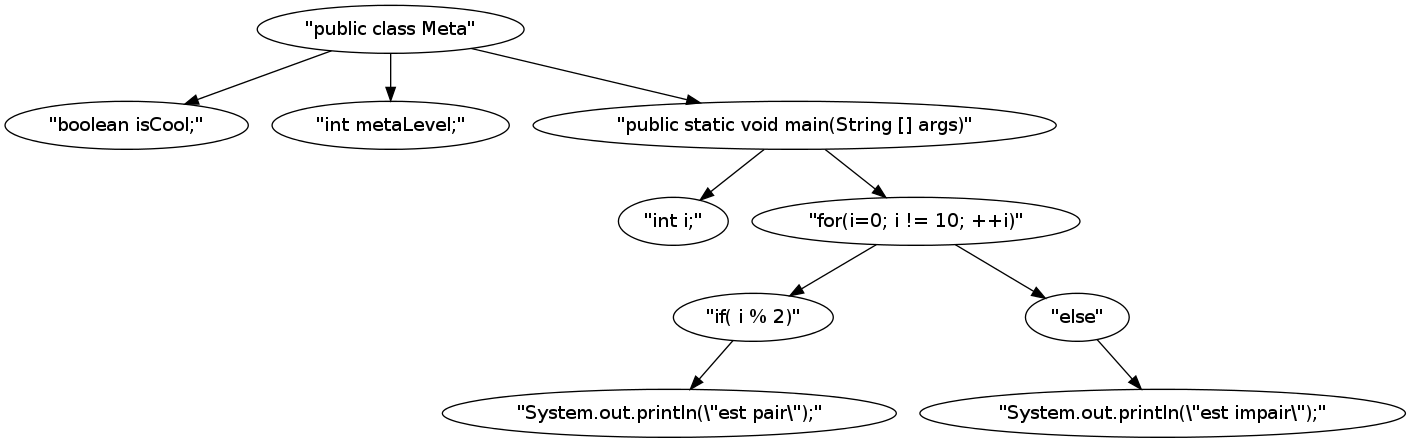 "public class Meta"
"boolean isCool;"
"int metaLevel;"
"public static void main(String [] args)"
"int i;"
"for(i=0; i != 10; ++i)"
"if( i % 2)"
"else"
"System.out.println(\"est pair\");"
"System.out.println(\"est impair\");"